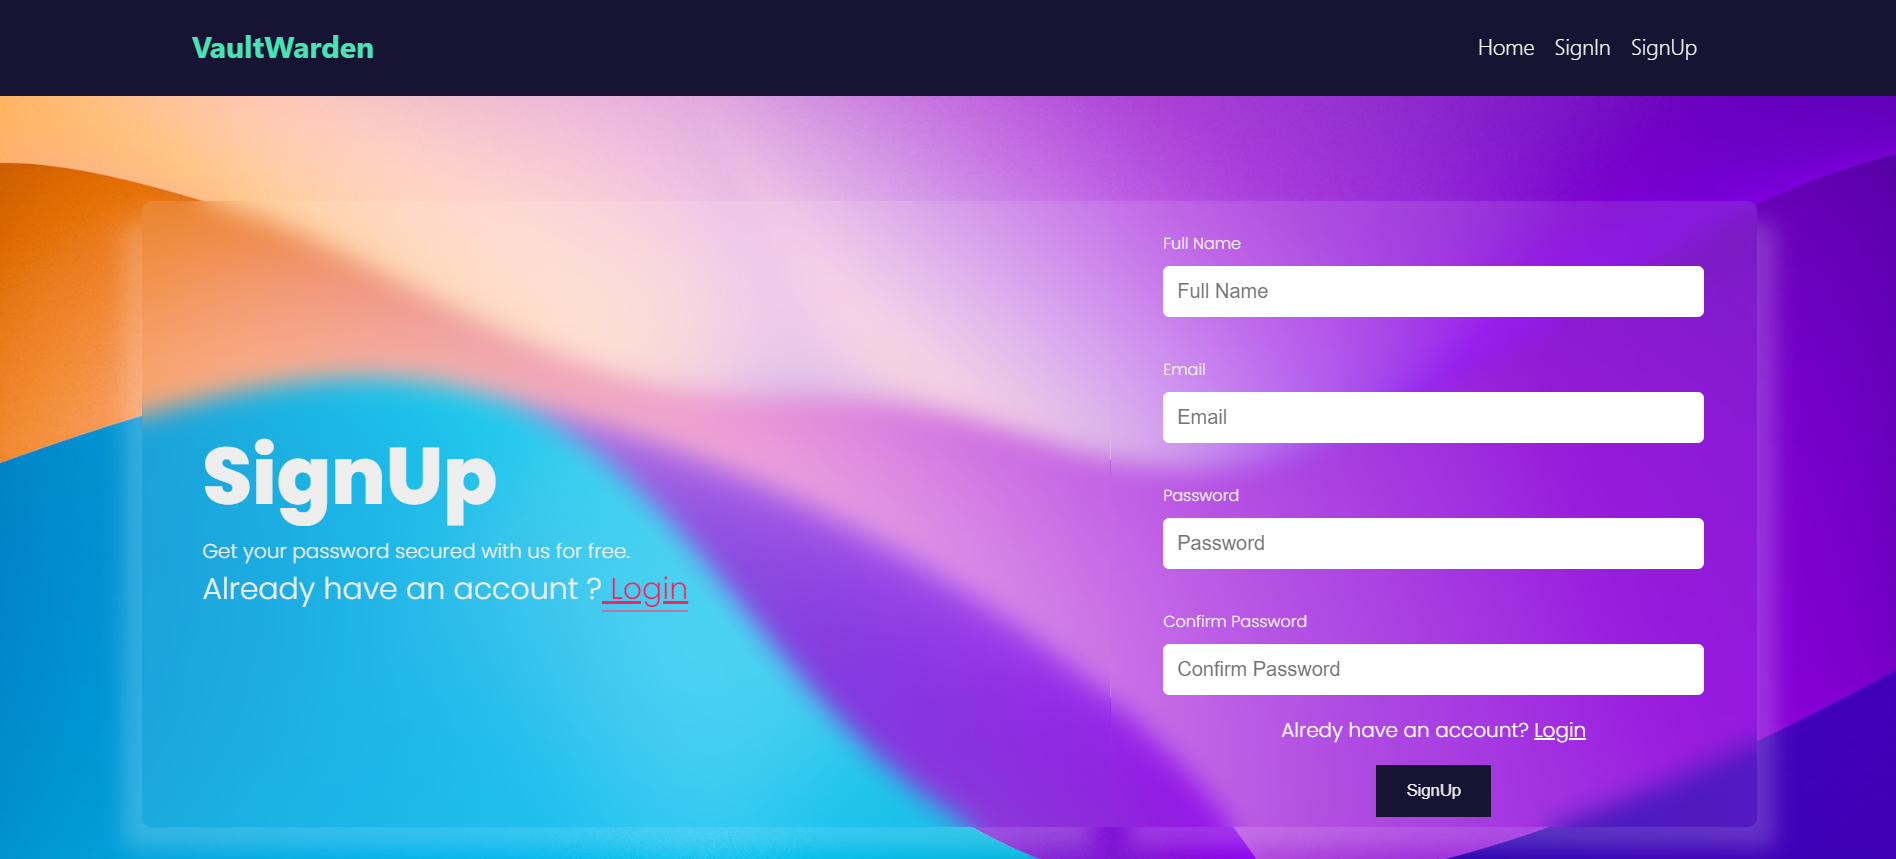 VaultWarden
Home SignIn SignUp
SignUp
Get your password secured with us for free.
Already have an account ? Login
Full Name
Full Name
Email
Email
Password
Password
Confirm Password
Confirm Password
Alredy have an account? Login
SignUp